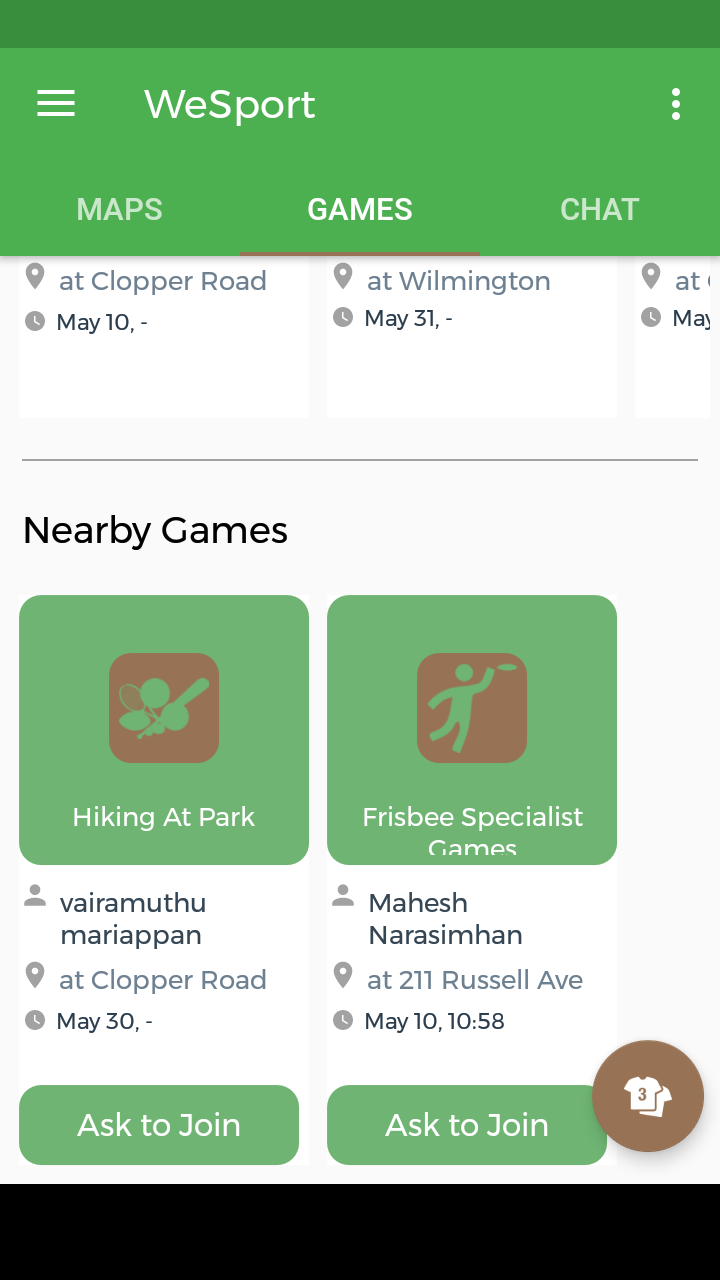 WeSport
MAPS GAMES CHAT
at Clopper Road
May 10, -
at Wilmington
May 31, -
at
May
Nearby Games
Hiking At Park
vairamuthu
mariappan
at Clopper Road
May 30, -
Ask to Join
Frisbee Specialist
Games
Mahesh
Narasimhan
at 211 Russell Ave
May 10, 10:58
Ask to Join
3